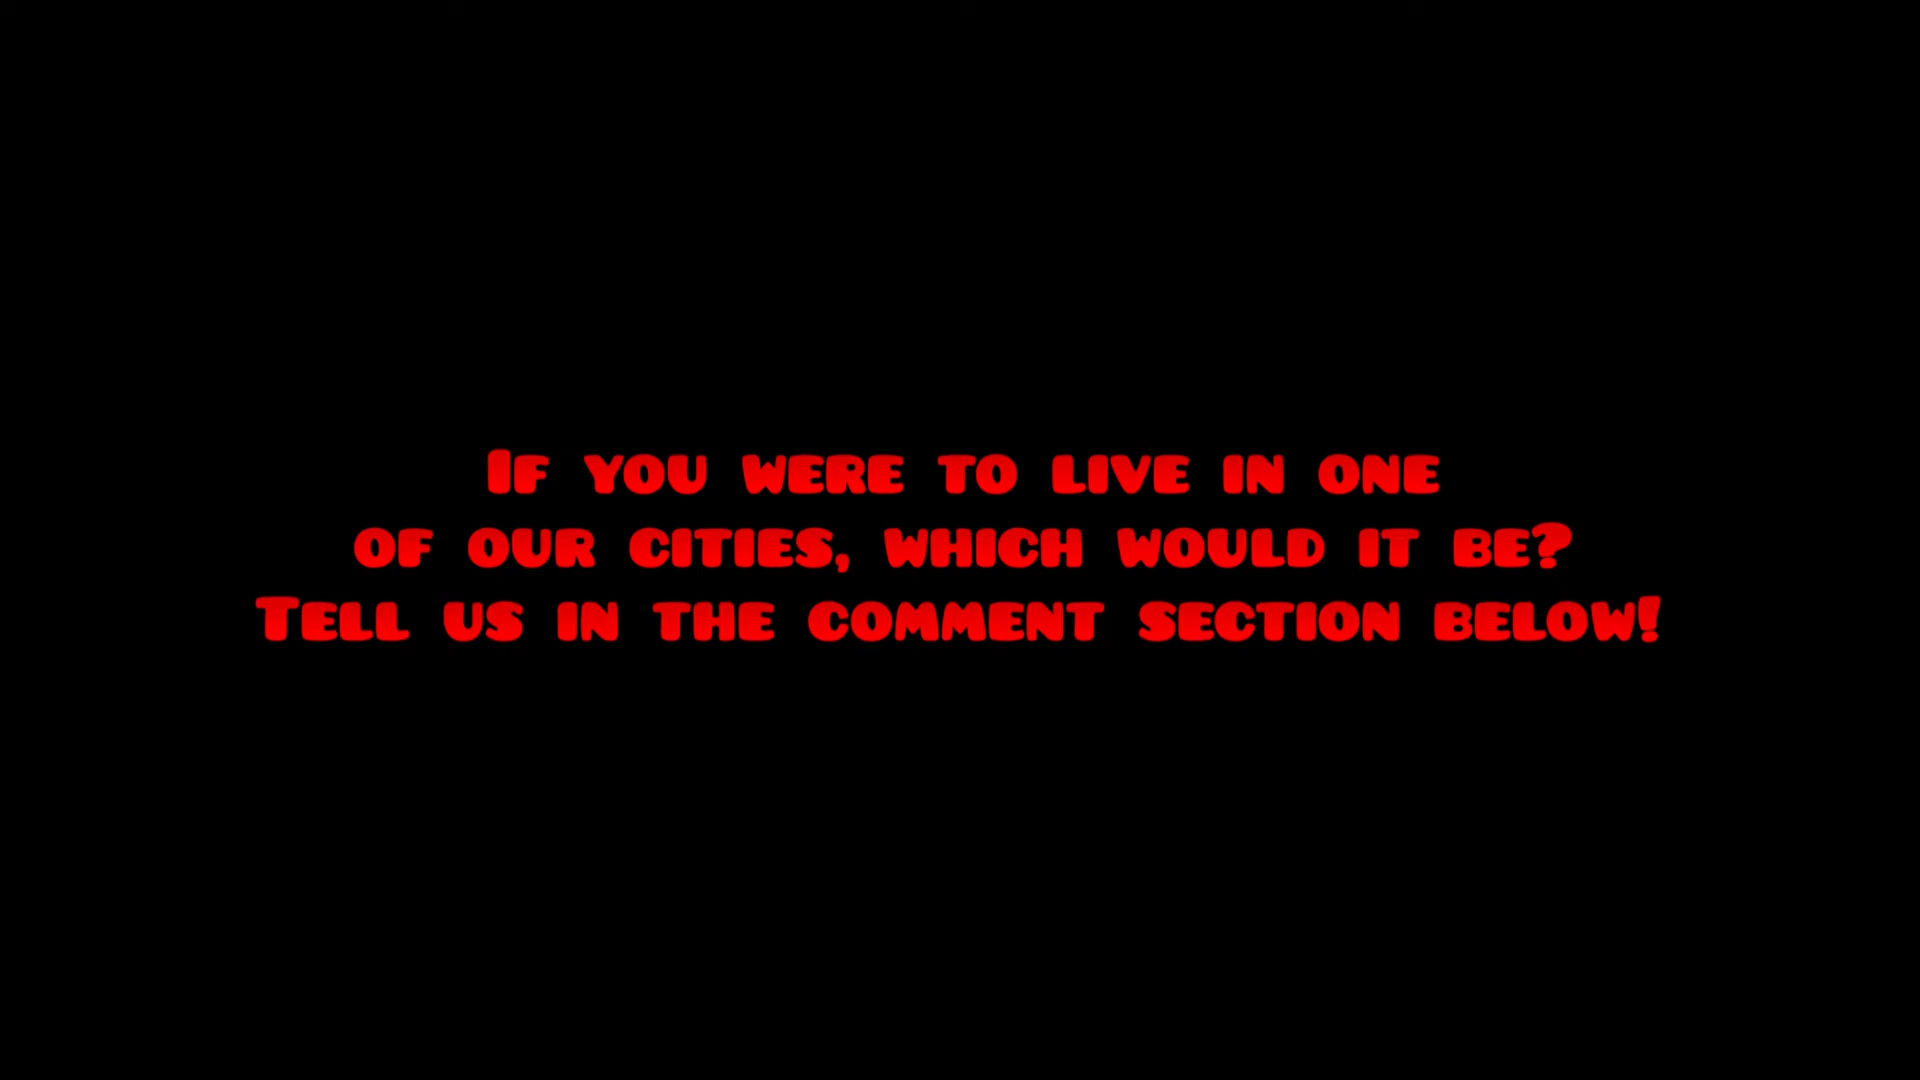 If you were to live in one
of our cities, which would it be?
Tell us in the comment section below!